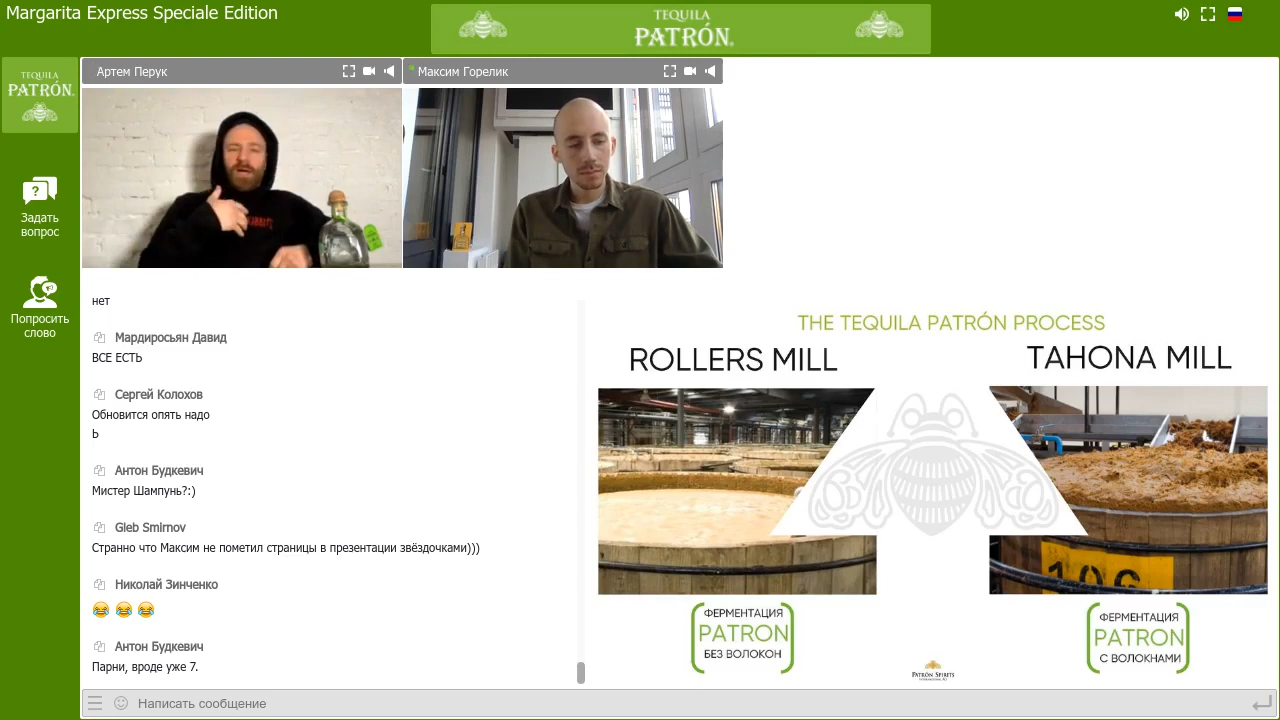 Margarita Express Speciale Edition
TEQUILA
PATRÓN.
TEQUILA
PATRÓN.
Задать
вопрос
Попросить
слово
Артем Перук
Максим Горелик
нет
Мардиросьян Давид
ВСЕ ЕСТЬ
Сергей Колохов
Обновится опять надо
Ь
Антон Будкевич
Мистер Шампунь?:)
Gleb Smirnov
Странно что Максим не пометил страницы в презентации звёздочками)))
Николай Зинченко
Антон Будкевич
Парни, вроде уже 7.
Написать сообщение
THE TEQUILA PATRÓN PROCESS
ROLLERS MILL
TAHONA MILL
106
ФЕРМЕНТАЦИЯ
PATRON
БЕЗ ВОЛОКОН
ФЕРМЕНТАЦИЯ
PATRON
С ВОЛОКНАМИ
PATRÓN SPIRITS